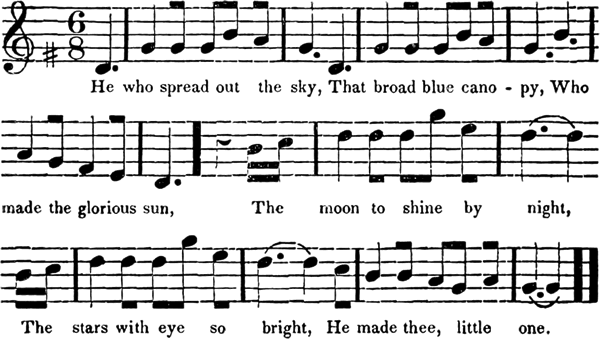 6
8
He who spread out the sky, That broad blue cano - py, Who
made the glorious sun, The moon to shine by night,
The stars with eye so bright, He made thee, little one.